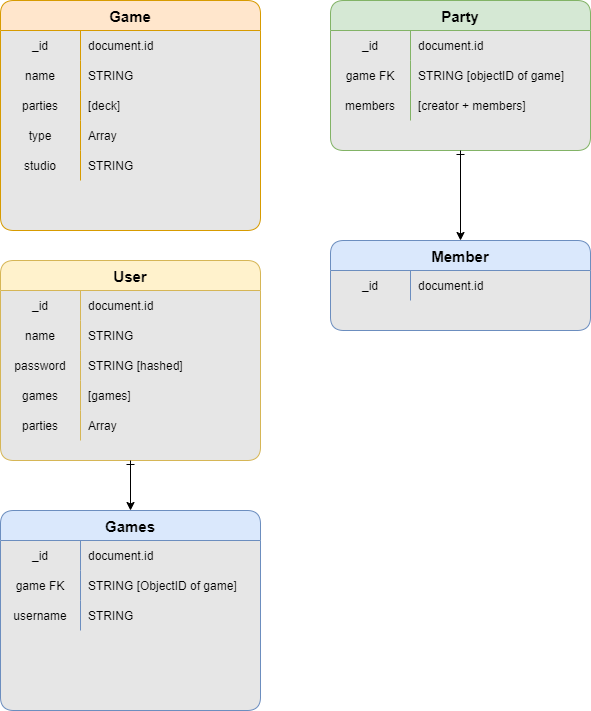 Game
_id document.id
name STRING
parties [deck]
type Array
studio STRING
Party
_id document.id
game FK STRING [objectID of game]
members [creator + members]
Member
_id document.id
User
_id document.id
name STRING
password STRING [hashed]
games [games]
parties Array
Games
_id document.id
game FK STRING [ObjectID of game]
username STRING